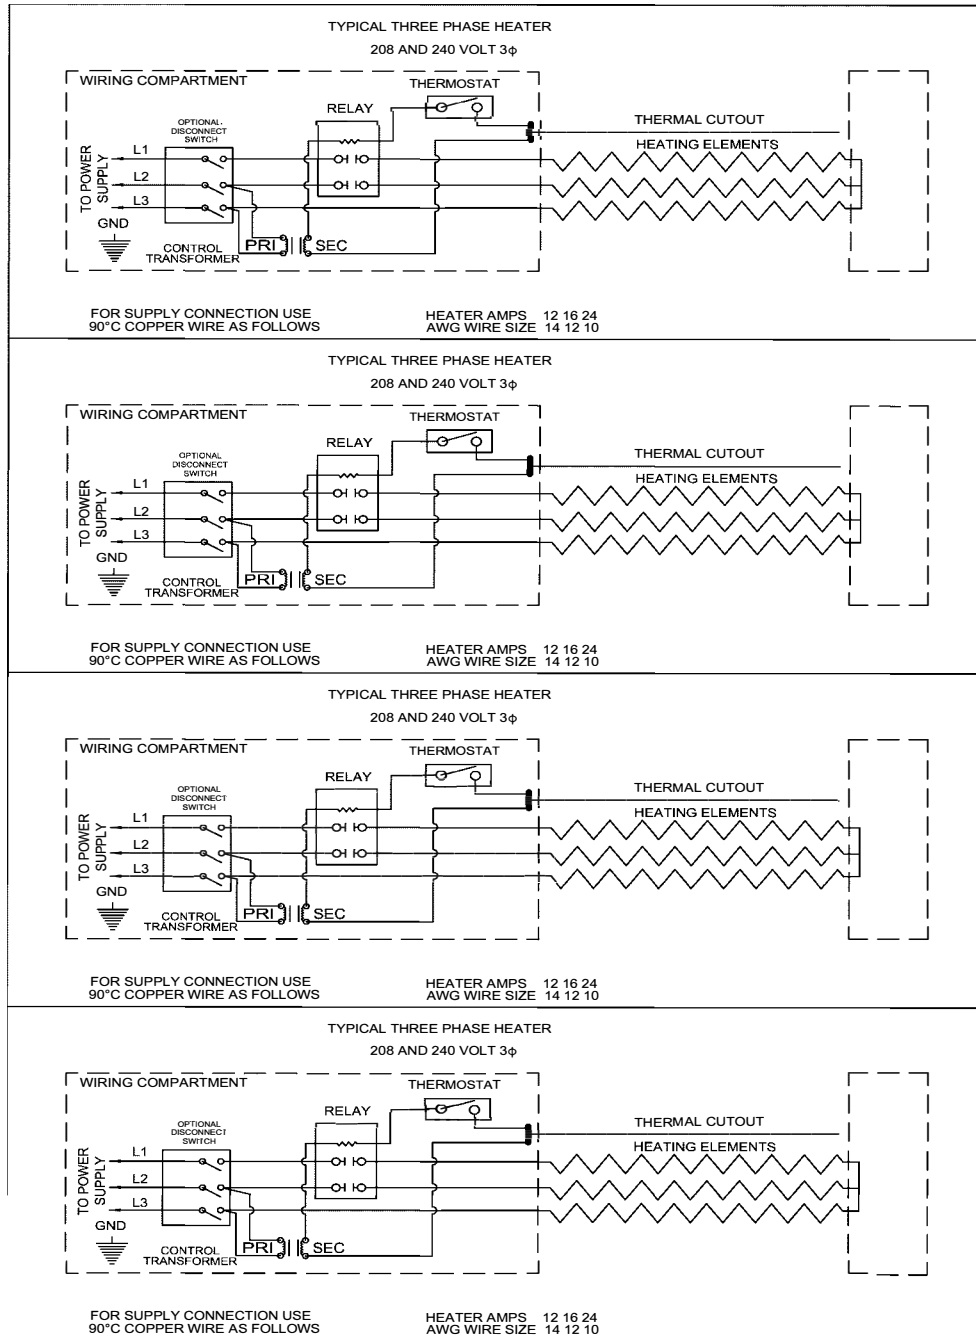 TYPICAL THREE PHASE HEATER
208 AND 240 VOLT 3ϕ
WIRING COMPARTMENT
THERMOSTAT
RELAY
OPTIONAL
DISCONNECT
SWITCH
THERMAL CUTOUT
HEATING ELEMENTS
L1
L2
L3
TO POWER
SUPPLY
GND
CONTROL
TRANSFORMER
PRI
SEC
FOR SUPPLY CONNECTION USE
90°C COPPER WIRE AS FOLLOWS
HEATER AMPS 12 16 24
AWG WIRE SIZE 14 12 10
TYPICAL THREE PHASE HEATER
208 AND 240 VOLT 3ϕ
WIRING COMPARTMENT
THERMOSTAT
RELAY
OPTIONAL
DISCONNECT
SWITCH
THERMAL CUTOUT
HEATING ELEMENTS
L1
L2
L3
TO POWER
SUPPLY
GND
CONTROL
TRANSFORMER
PRI
SEC
FOR SUPPLY CONNECTION USE
90°C COPPER WIRE AS FOLLOWS
HEATER AMPS 12 16 24
AWG WIRE SIZE 14 12 10
TYPICAL THREE PHASE HEATER
208 AND 240 VOLT 3ϕ
WIRING COMPARTMENT
THERMOSTAT
RELAY
OPTIONAL
DISCONNECT
SWITCH
THERMAL CUTOUT
HEATING ELEMENTS
L1
L2
L3
TO POWER
SUPPLY
GND
CONTROL
TRANSFORMER
PRI
SEC
FOR SUPPLY CONNECTION USE
90°C COPPER WIRE AS FOLLOWS
HEATER AMPS 12 16 24
AWG WIRE SIZE 14 12 10
TYPICAL THREE PHASE HEATER
208 AND 240 VOLT 3ϕ
WIRING COMPARTMENT
THERMOSTAT
RELAY
OPTIONAL
DISCONNECT
SWITCH
THERMAL CUTOUT
HEATING ELEMENTS
L1
L2
L3
TO POWER
SUPPLY
GND
CONTROL
TRANSFORMER
PRI
SEC
FOR SUPPLY CONNECTION USE
90°C COPPER WIRE AS FOLLOWS
HEATER AMPS 12 16 24
AWG WIRE SIZE 14 12 10